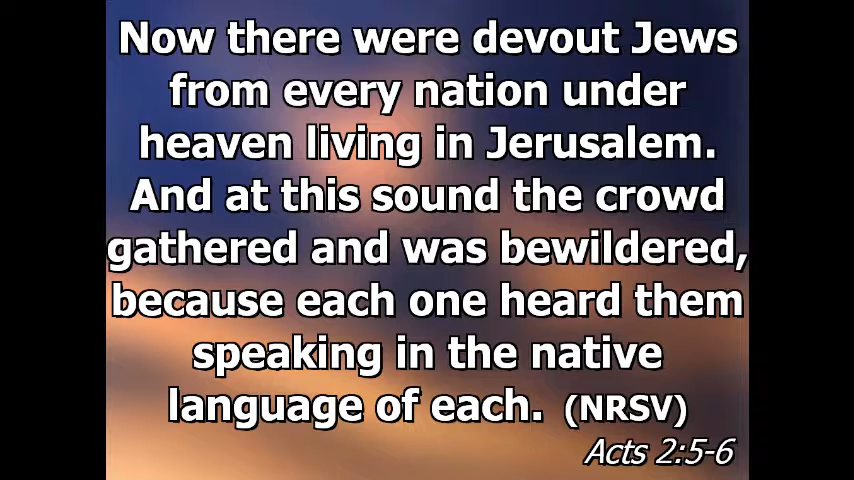 Now there were devout Jews
from every nation under
heaven living in Jerusalem.
And at this sound the crowd
gathered and was bewildered,
because each one heard them
speaking in the native
language of each. (NRSV)
Acts 2:5-6